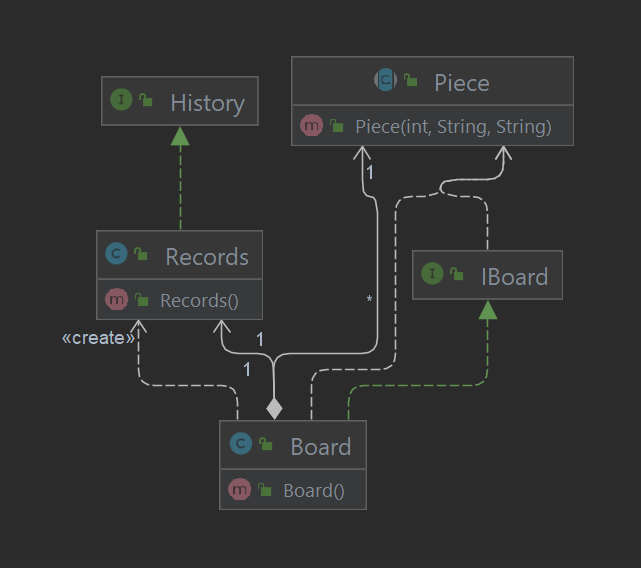 Piece
History
Piece(int, String, String)
1
Records
IBoard
Records()
*
«create»
1
1
Board
Board()